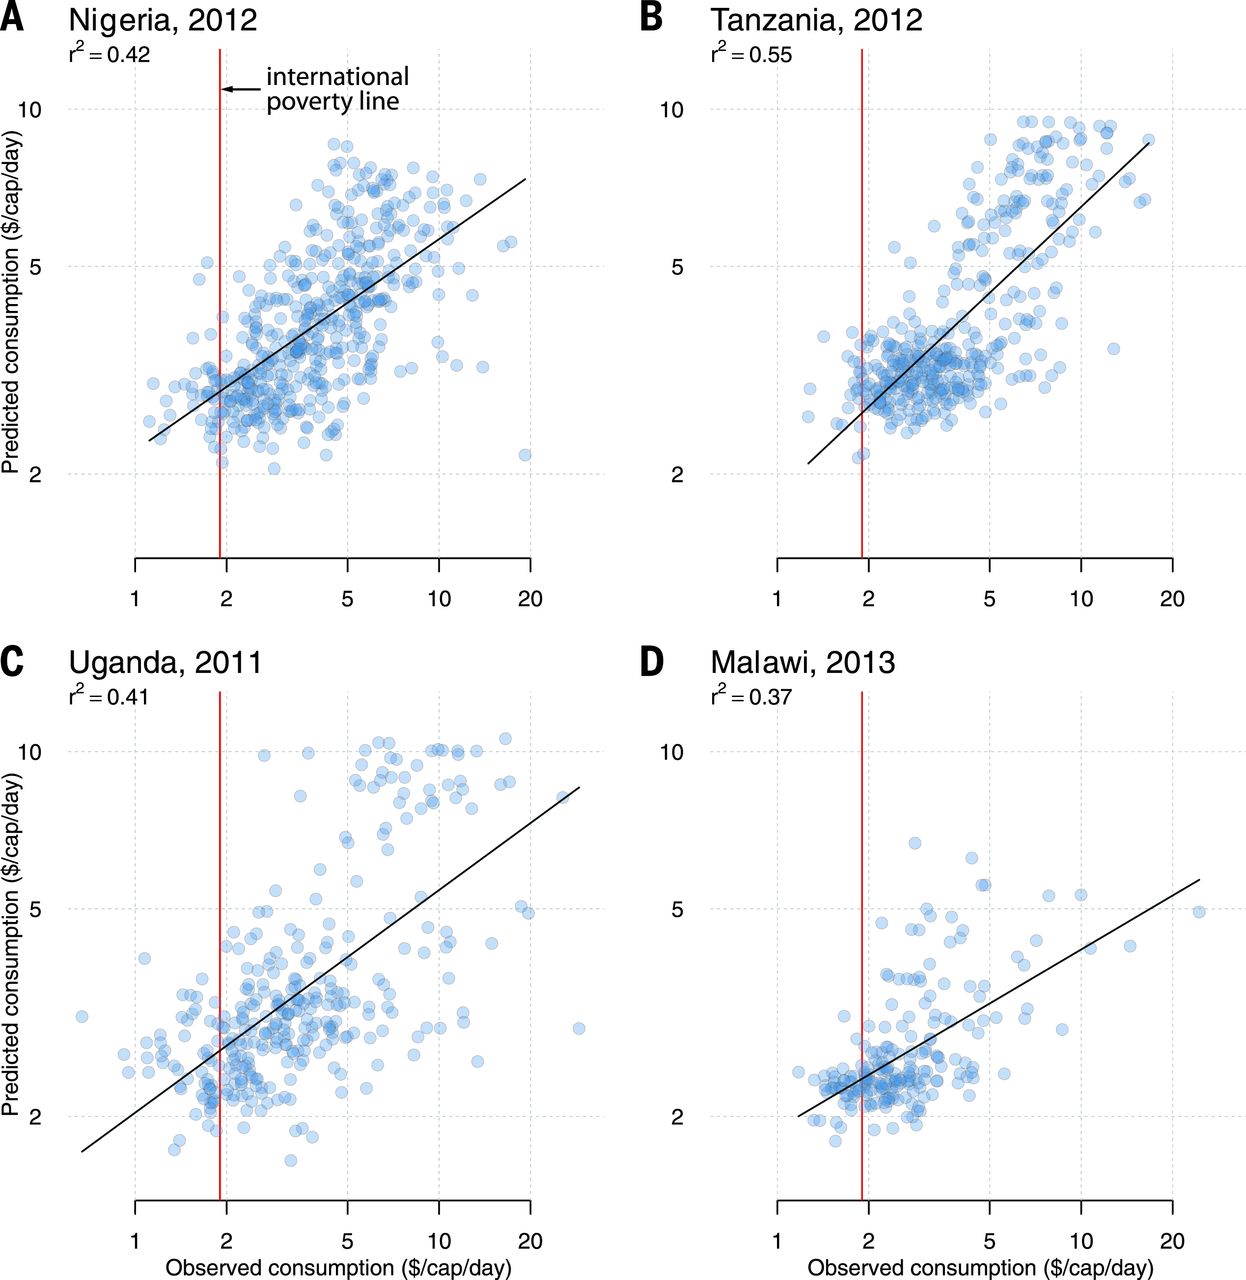 A Nigeria, 2012
r² = 0.42
international
poverty line
10
5
2
Predicted consumption ($/cap/day)
1 2 5 10 20
B Tanzania, 2012
r² = 0.55
10
5
2
1 2 5 10 20
C Uganda, 2011
r² = 0.41
10
5
2
Predicted consumption ($/cap/day)
1 2 5 10 20
Observed consumption ($/cap/day)
D Malawi, 2013
r² = 0.37
10
5
2
1 2 5 10 20
Observed consumption ($/cap/day)